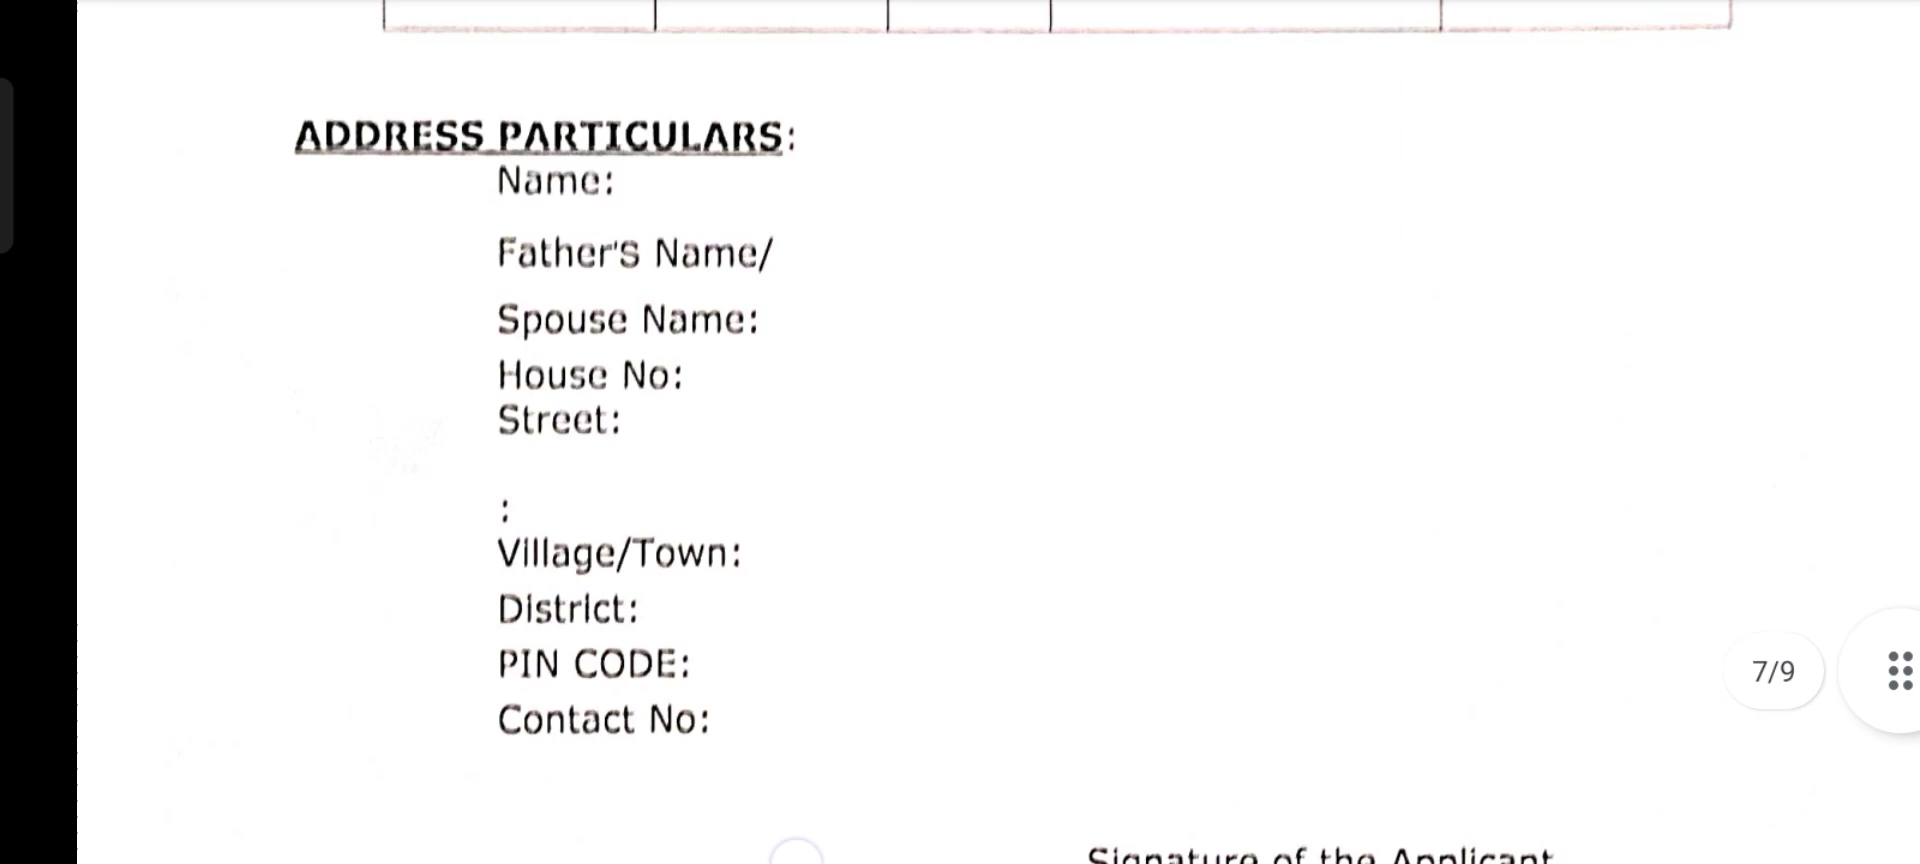 ADDRESS PARTICULARS:
Name:
Father's Name/
Spouse Name:
House No:
Street:
:
Village/Town:
District:
PIN CODE:
Contact No:
7/9
Signature of the Applicant